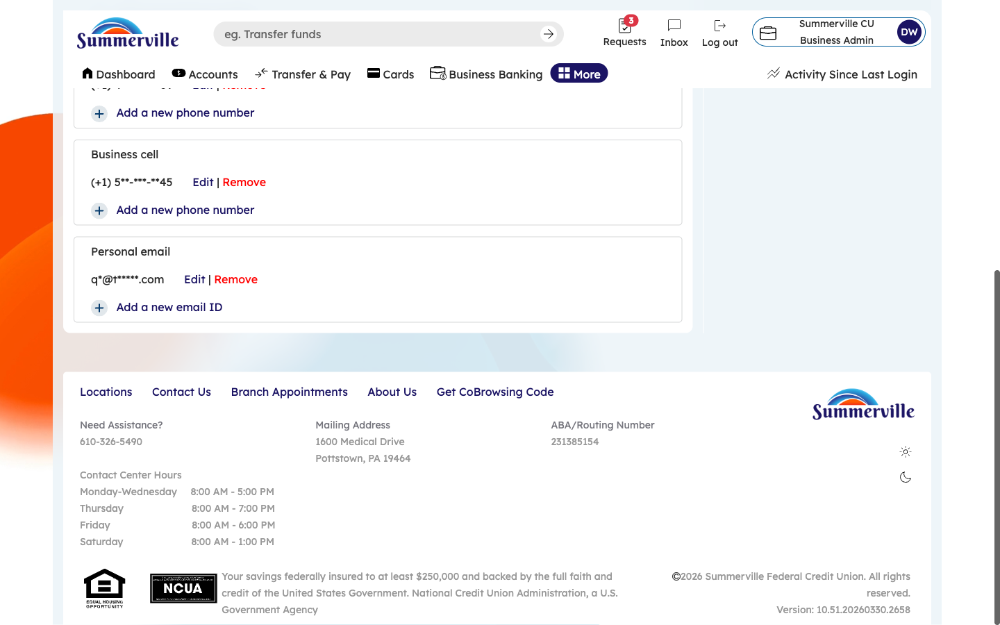 Summerville
eg. Transfer funds
3
Requests
Inbox
Log out
Summerville CU
Business Admin
DW
Dashboard
Accounts
Transfer & Pay
Cards
Business Banking
More
Activity Since Last Login
Add a new phone number
Business cell
(+1) 5**-***-**45 Edit | Remove
Add a new phone number
Personal email
q*@t*****.com Edit | Remove
Add a new email ID
Locations
Contact Us
Branch Appointments
About Us
Get CoBrowsing Code
Summerville
Need Assistance?
610-326-5490
Mailing Address
1600 Medical Drive
Pottstown, PA 19464
ABA/Routing Number
231385154
Contact Center Hours
Monday-Wednesday 8:00 AM - 5:00 PM
Thursday 8:00 AM - 7:00 PM
Friday 8:00 AM - 6:00 PM
Saturday 8:00 AM - 1:00 PM
EQUAL HOUSING
OPPORTUNITY
NCUA
Your savings federally insured to at least $250,000 and backed by the full faith and
credit of the United States Government. National Credit Union Administration, a U.S.
Government Agency
©2026 Summerville Federal Credit Union. All rights
reserved.
Version: 10.51.20260330.2658